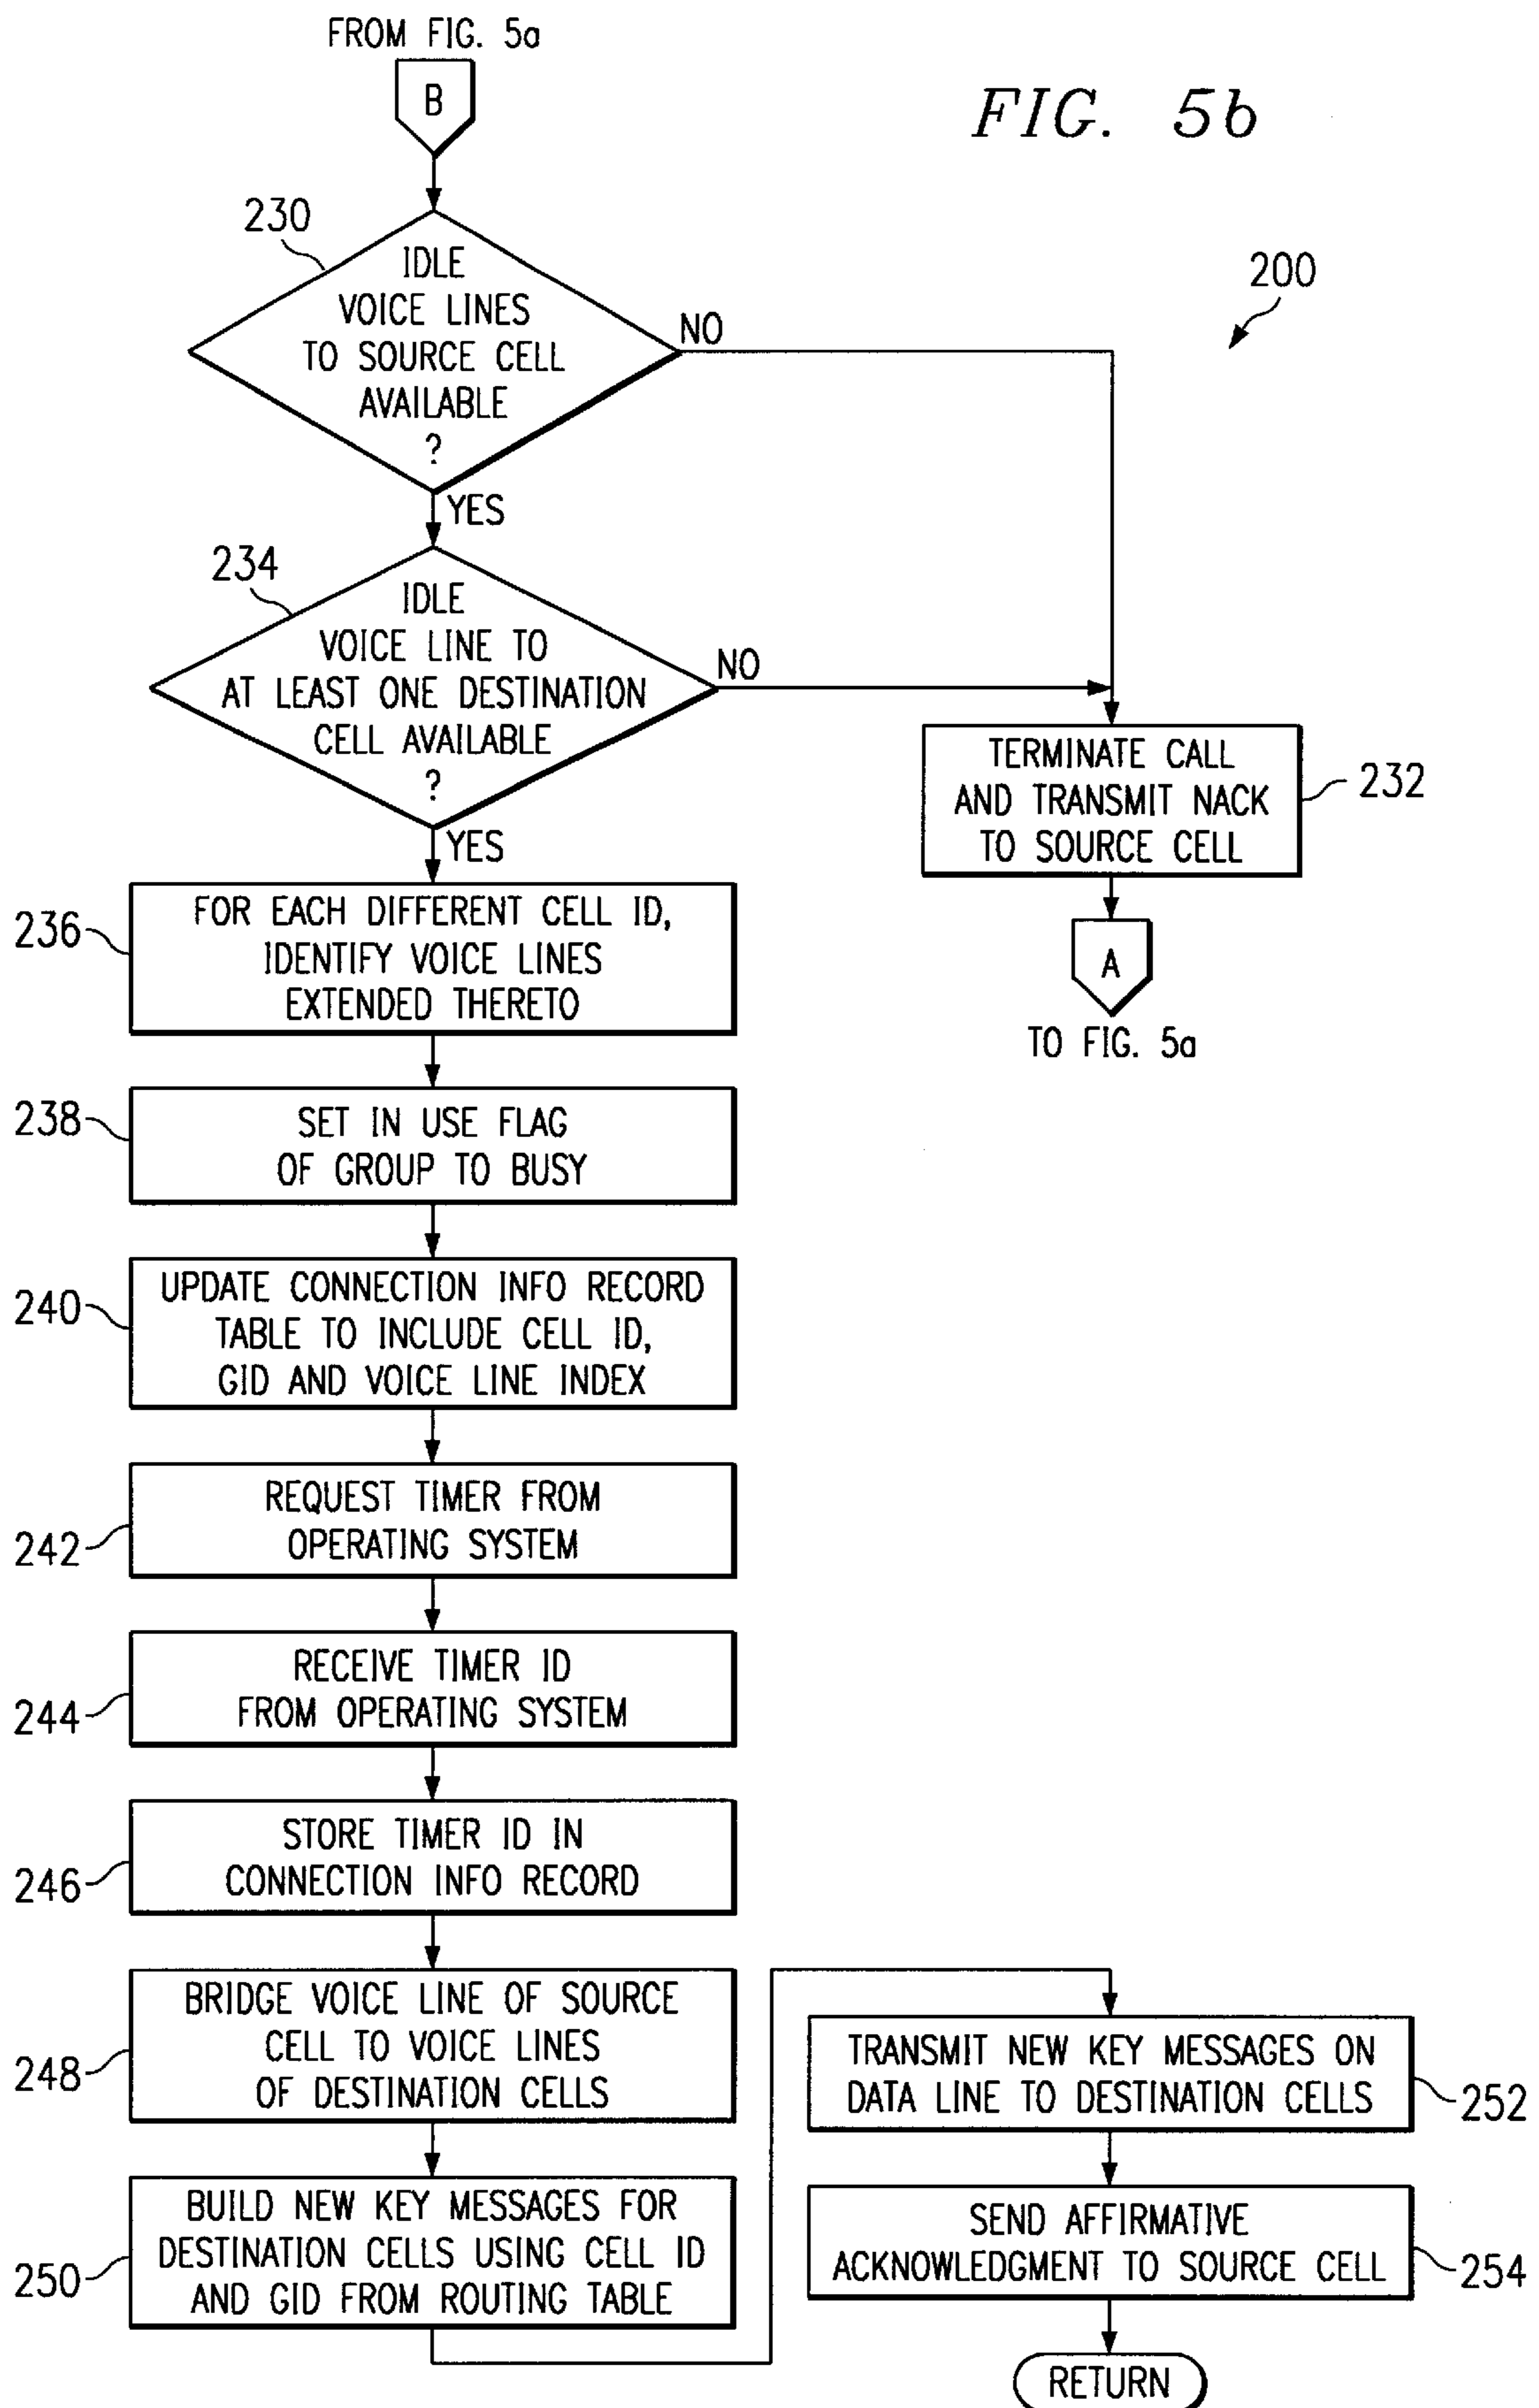 FROM FIG. 5a
B
FIG. 5b
200
230
IDLE
VOICE LINES
TO SOURCE CELL
AVAILABLE
?
NO
YES
234
IDLE
VOICE LINE TO
AT LEAST ONE DESTINATION
CELL AVAILABLE
?
NO
YES
TERMINATE CALL
AND TRANSMIT NACK
TO SOURCE CELL
232
A
TO FIG. 5a
236
FOR EACH DIFFERENT CELL ID,
IDENTIFY VOICE LINES
EXTENDED THERETO
238
SET IN USE FLAG
OF GROUP TO BUSY
240
UPDATE CONNECTION INFO RECORD
TABLE TO INCLUDE CELL ID,
GID AND VOICE LINE INDEX
242
REQUEST TIMER FROM
OPERATING SYSTEM
244
RECEIVE TIMER ID
FROM OPERATING SYSTEM
246
STORE TIMER ID IN
CONNECTION INFO RECORD
248
BRIDGE VOICE LINE OF SOURCE
CELL TO VOICE LINES
OF DESTINATION CELLS
250
BUILD NEW KEY MESSAGES FOR
DESTINATION CELLS USING CELL ID
AND GID FROM ROUTING TABLE
TRANSMIT NEW KEY MESSAGES ON
DATA LINE TO DESTINATION CELLS
252
SEND AFFIRMATIVE
ACKNOWLEDGMENT TO SOURCE CELL
254
RETURN